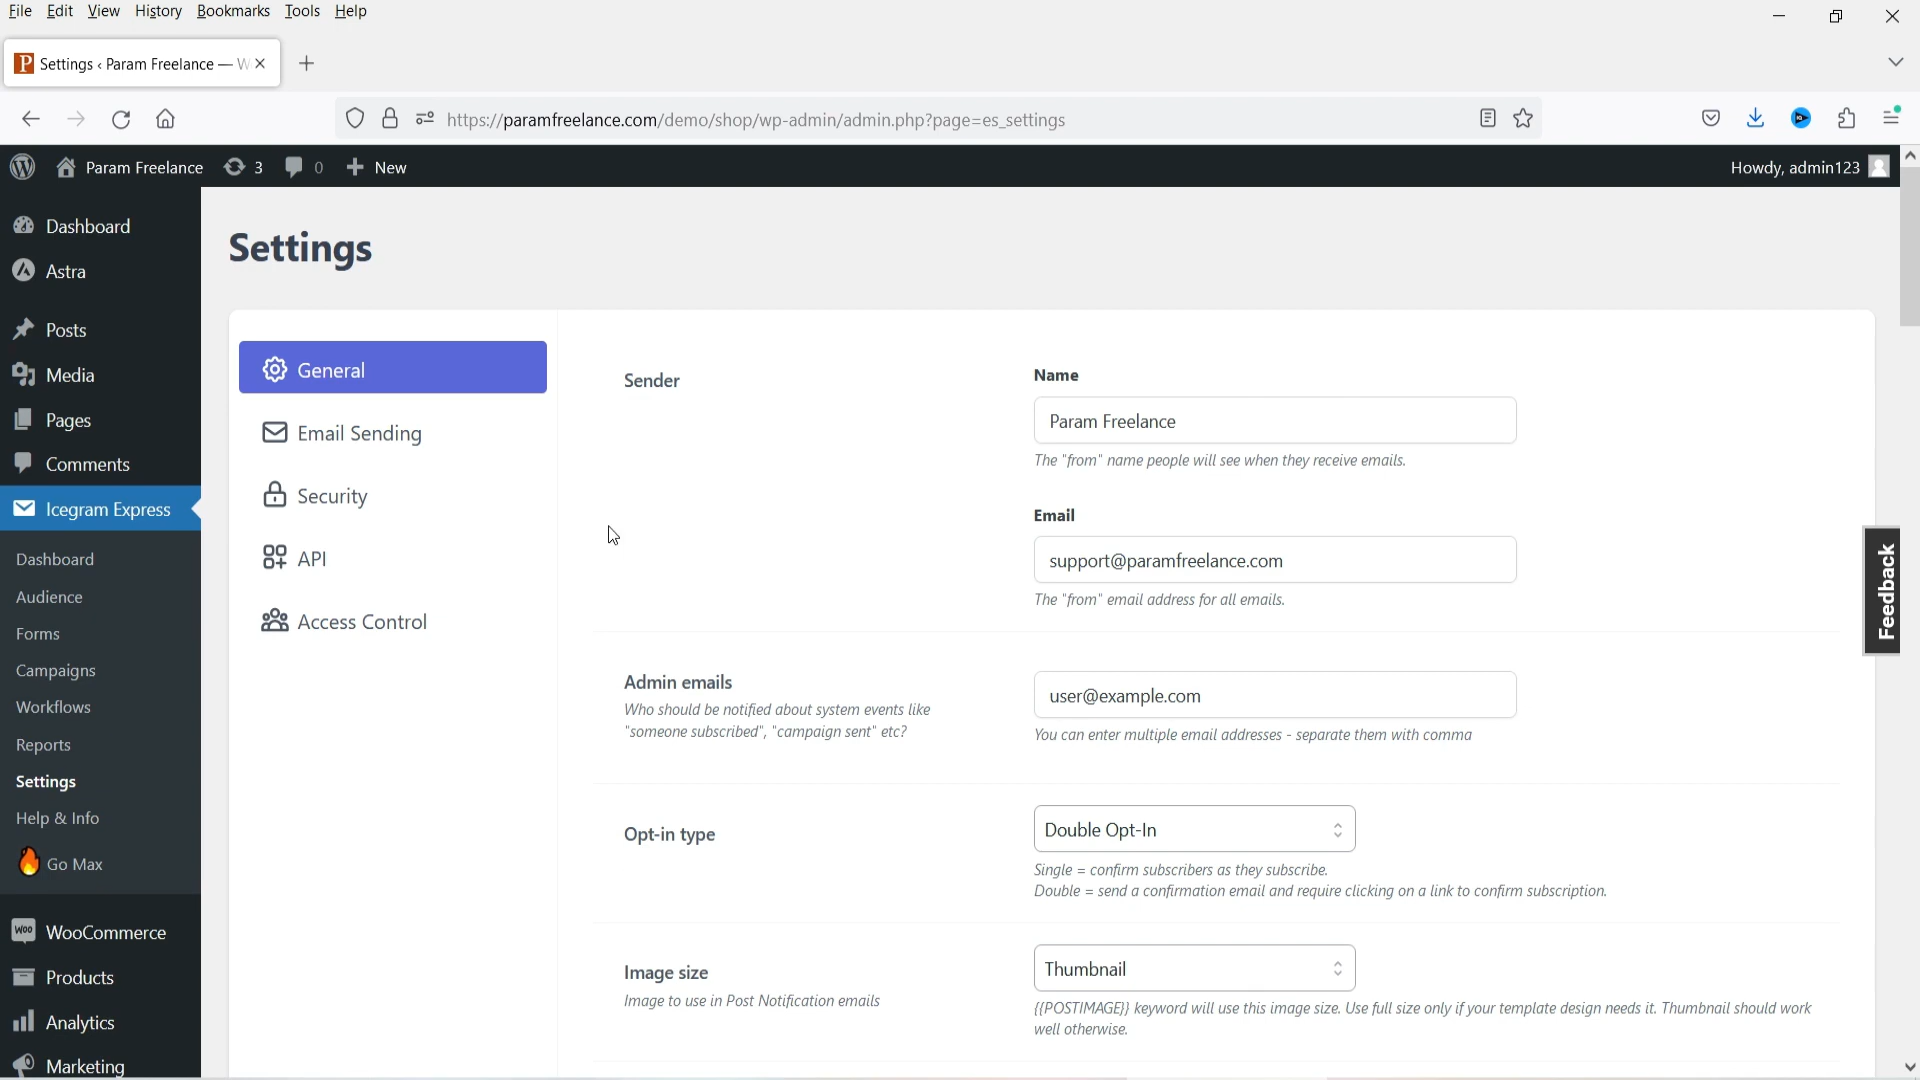 File Edit View History Bookmarks Tools Help
Settings ‹ Param Freelance — W
https://paramfreelance.com/demo/shop/wp-admin/admin.php?page=es_settings
Param Freelance 3 0 New
Howdy, admin123
Dashboard
Astra
Posts
Media
Pages
Comments
Icegram Express
Dashboard
Audience
Forms
Campaigns
Workflows
Reports
Settings
Help & Info
Go Max
WooCommerce
Products
Analytics
Marketing
Settings
General
Email Sending
Security
API
Access Control
Sender
Name
Param Freelance
The "from" name people will see when they receive emails.
Email
support@paramfreelance.com
The "from" email address for all emails.
Admin emails
Who should be notified about system events like
"someone subscribed", "campaign sent" etc?
user@example.com
You can enter multiple email addresses - separate them with comma
Opt-in type
Double Opt-In
Single = confirm subscribers as they subscribe.
Double = send a confirmation email and require clicking on a link to confirm subscription.
Image size
Image to use in Post Notification emails
Thumbnail
{{POSTIMAGE}} keyword will use this image size. Use full size only if your template design needs it. Thumbnail should work
well otherwise.
Feedback